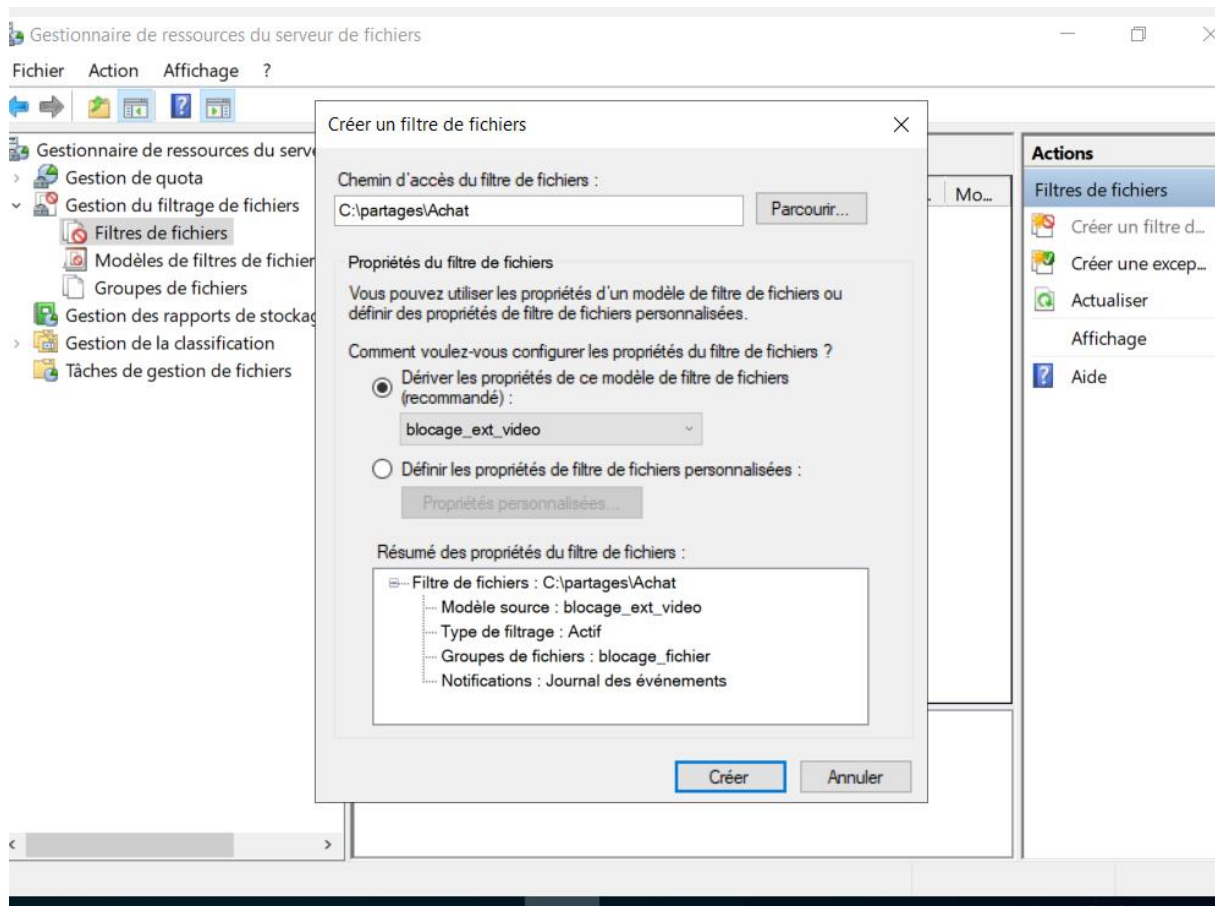 Gestionnaire de ressources du serveur de fichiers
Fichier Action Affichage ?
Gestionnaire de ressources du serve
Gestion de quota
Gestion du filtrage de fichiers
Filtres de fichiers
Modèles de filtres de fichier
Groupes de fichiers
Gestion des rapports de stockag
Gestion de la classification
Tâches de gestion de fichiers
Créer un filtre de fichiers
Chemin d'accès du filtre de fichiers :
C:\partages\Achat
Parcourir...
Propriétés du filtre de fichiers
Vous pouvez utiliser les propriétés d'un modèle de filtre de fichiers ou
définir des propriétés de filtre de fichiers personnalisées.
Comment voulez-vous configurer les propriétés du filtre de fichiers ?
Dériver les propriétés de ce modèle de filtre de fichiers
(recommandé) :
blocage_ext_video
Définir les propriétés de filtre de fichiers personnalisées :
Propriétés personnalisées...
Résumé des propriétés du filtre de fichiers :
Filtre de fichiers : C:\partages\Achat
Modèle source : blocage_ext_video
Type de filtrage : Actif
Groupes de fichiers : blocage_fichier
Notifications : Journal des événements
Créer Annuler
. Mo...
Actions
Filtres de fichiers
Créer un filtre d...
Créer une excep...
Actualiser
Affichage
Aide